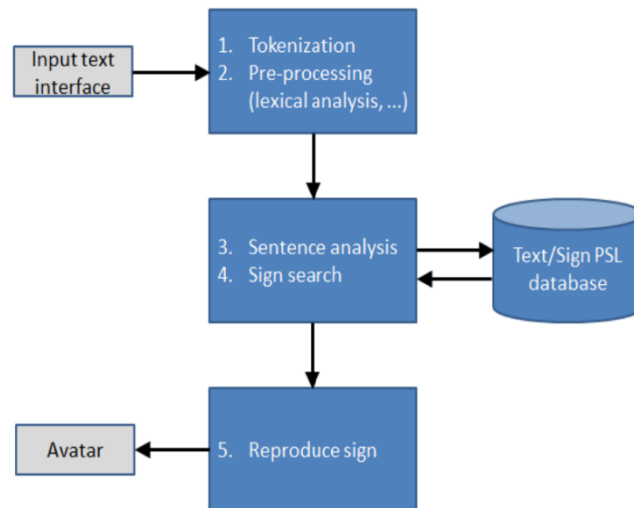 Input text
interface
1. Tokenization
2. Pre-processing
(lexical analysis, ...)
3. Sentence analysis
4. Sign search
Text/Sign PSL
database
Avatar
5. Reproduce sign